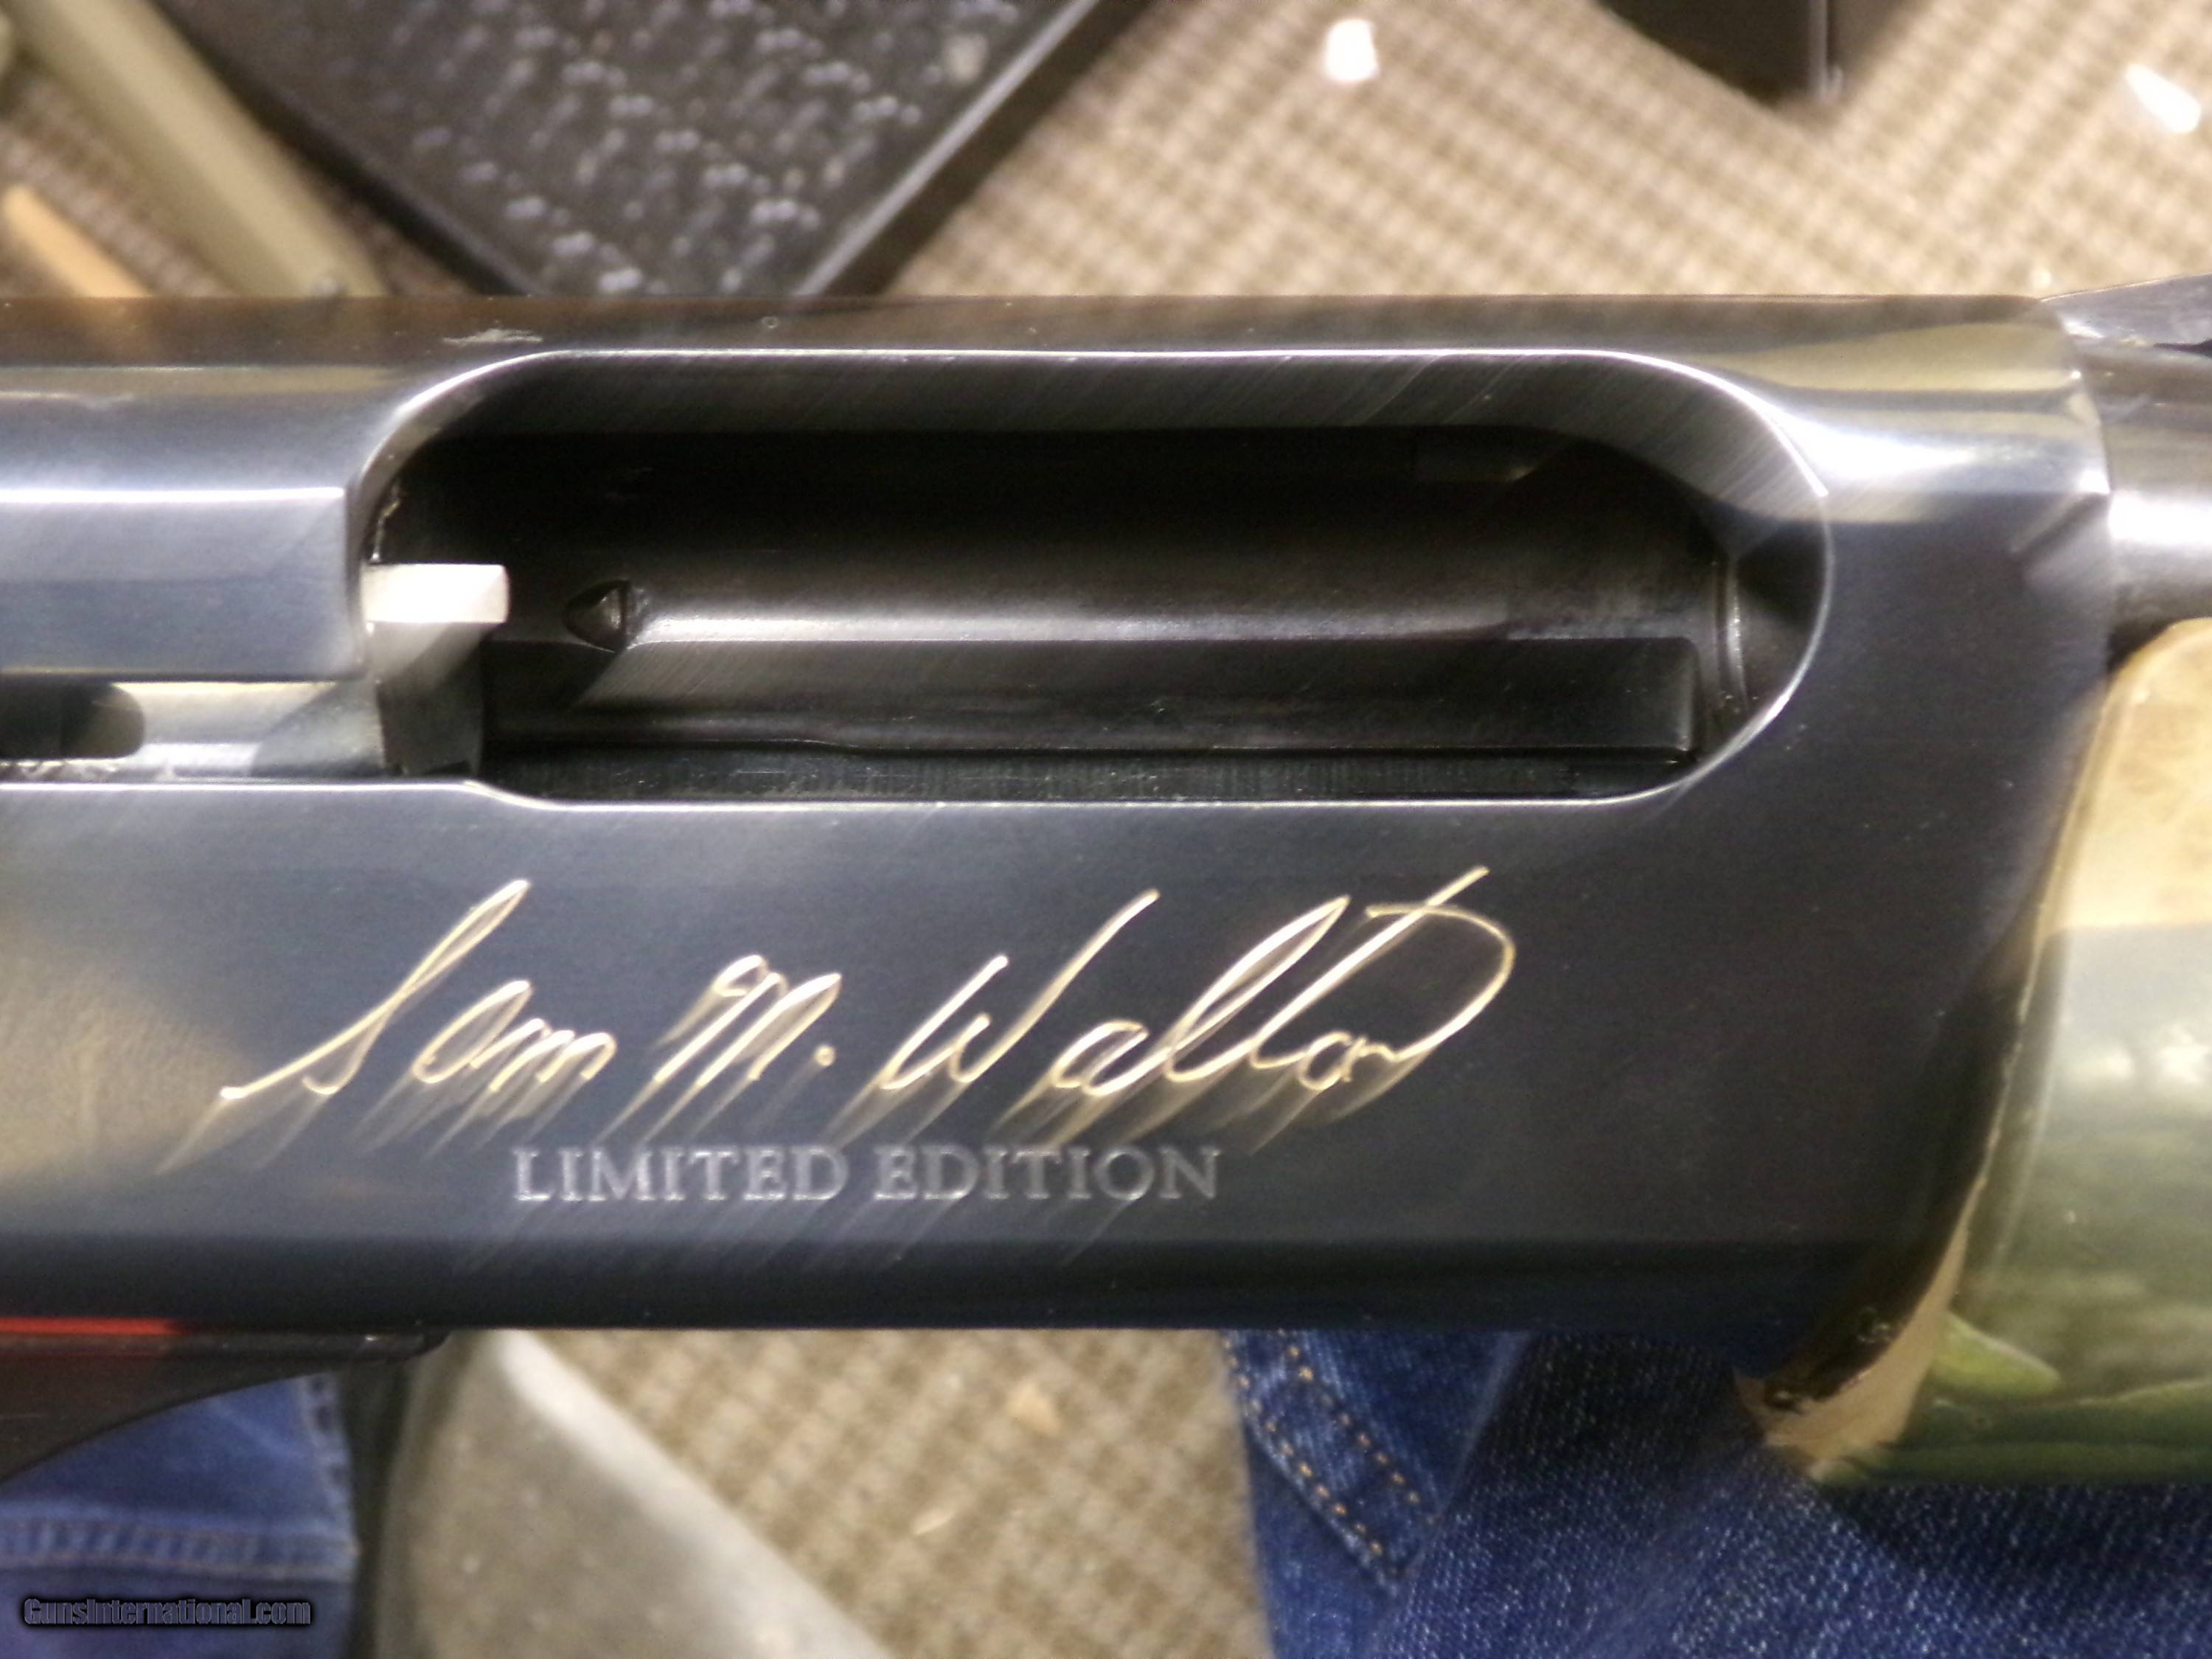 Sam M. Walton
LIMITED EDITION
GunsInternational.com